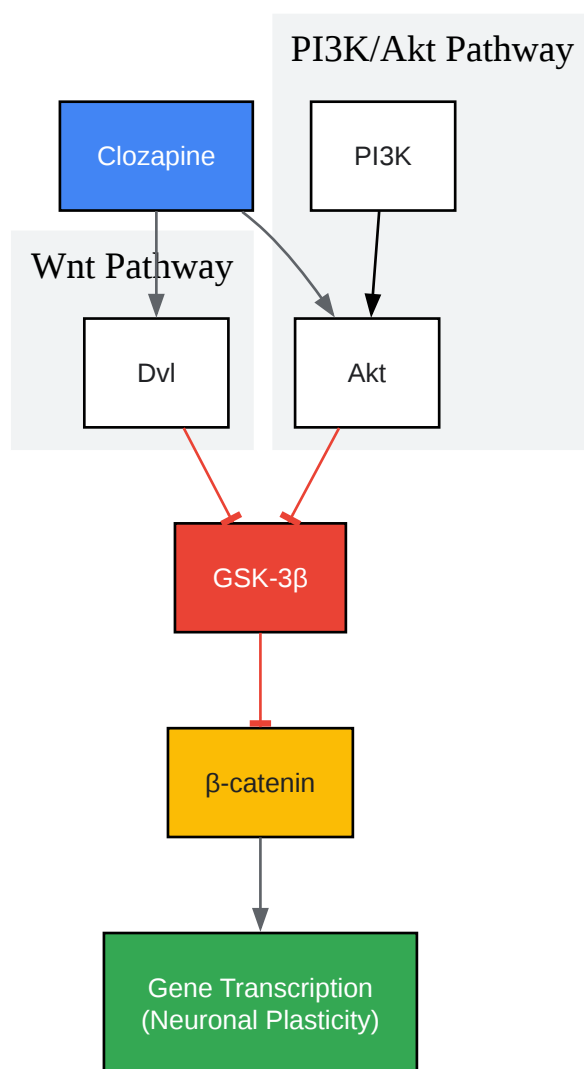 PI3K/Akt Pathway
Clozapine
PI3K
Wnt Pathway
Dvl
Akt
GSK-3β
β-catenin
Gene Transcription
(Neuronal Plasticity)